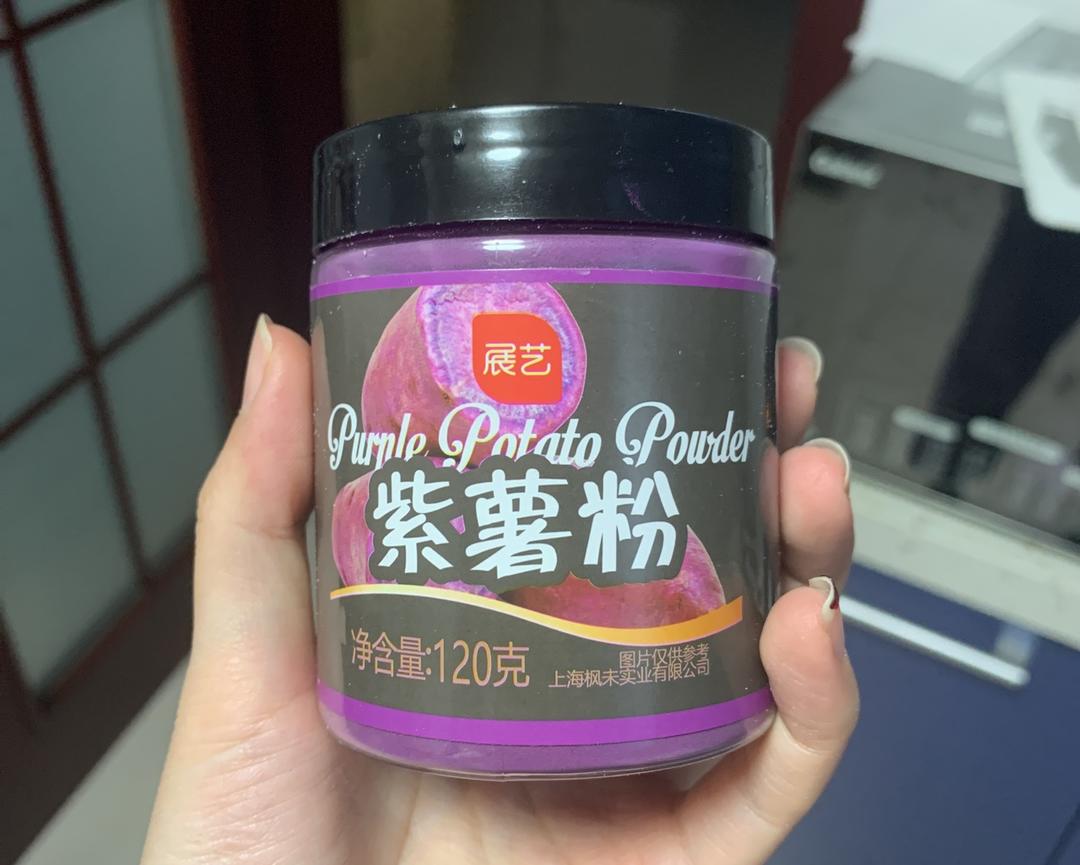 展艺
Purple Potato Powder
紫薯粉
净含量:120克
图片仅供参考
上海枫未实业有限公司